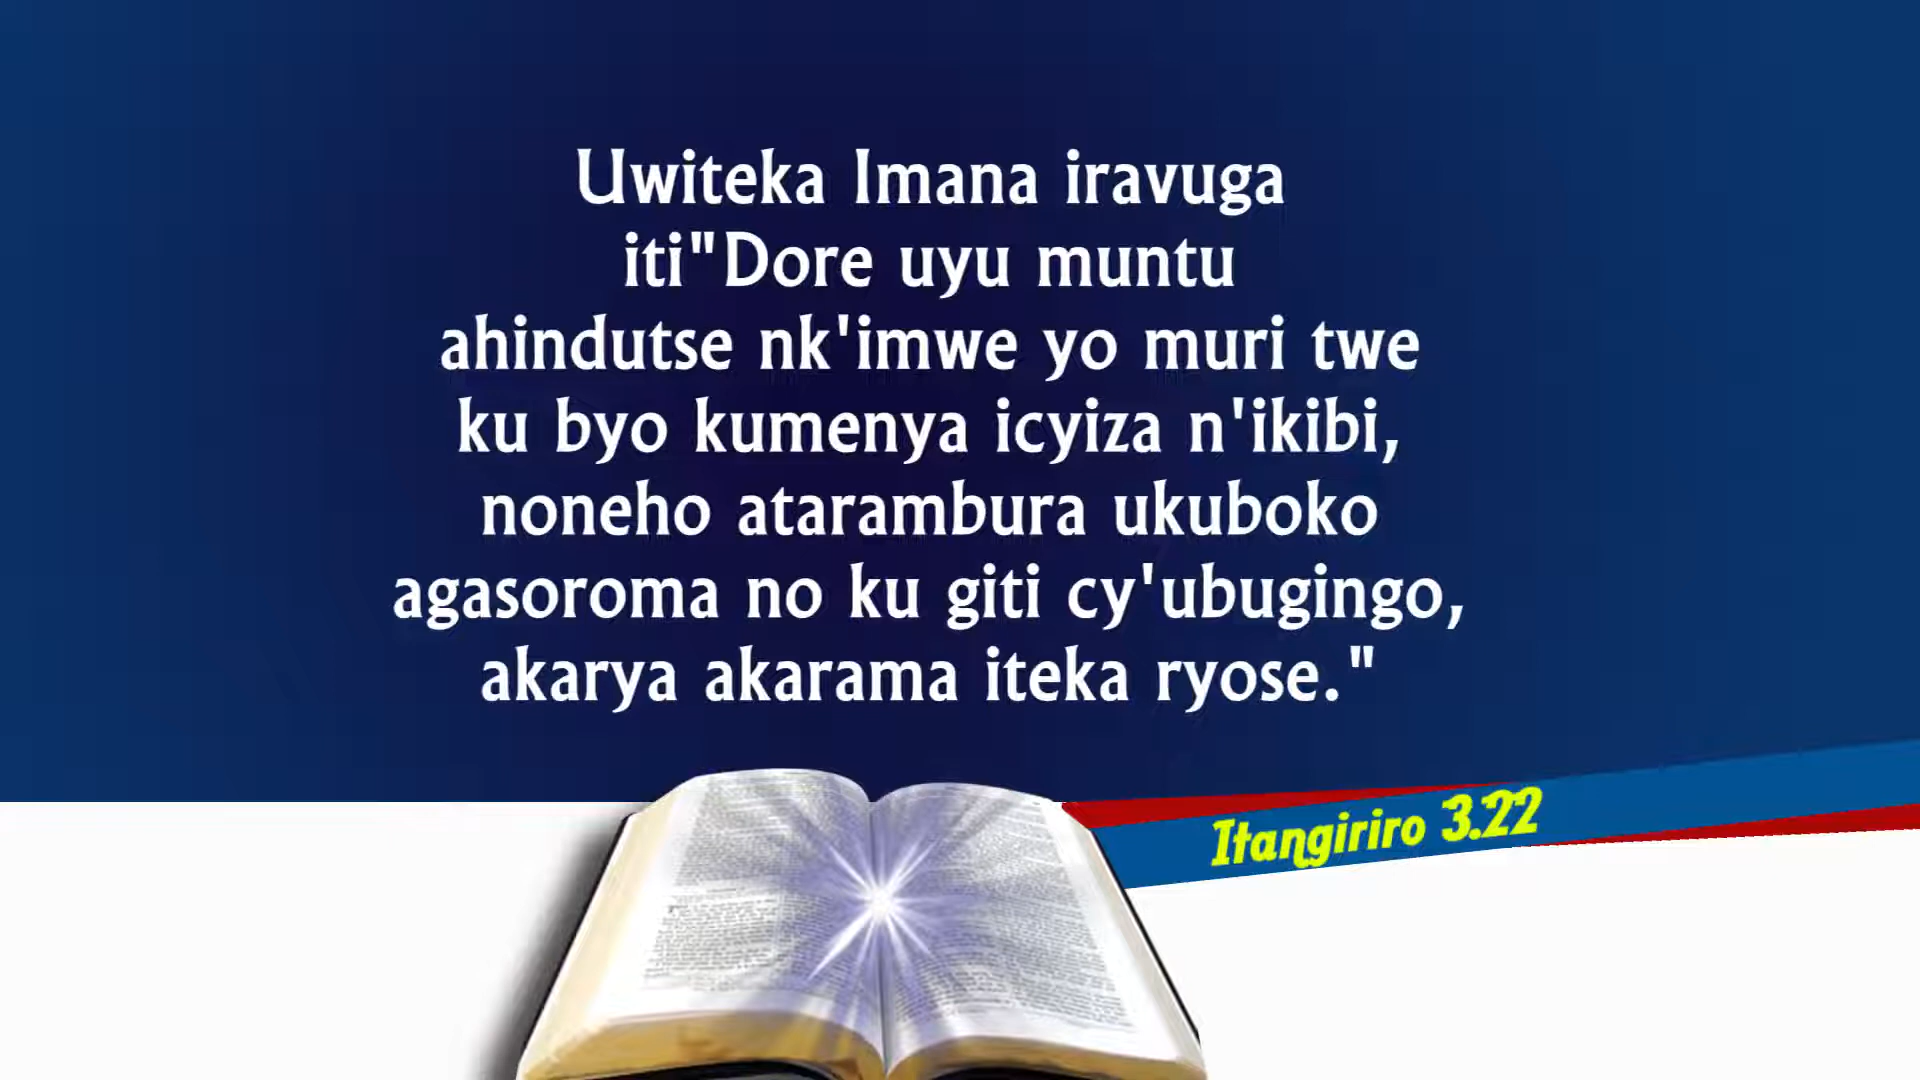 Uwiteka Imana iravuga
iti"Dore uyu muntu
ahindutse nk'imwe yo muri twe
ku byo kumenya icyiza n'ikibi,
noneho atarambura ukuboko
agasoroma no ku giti cy'ubugingo,
akarya akarama iteka ryose."
Itangiriro 3.22